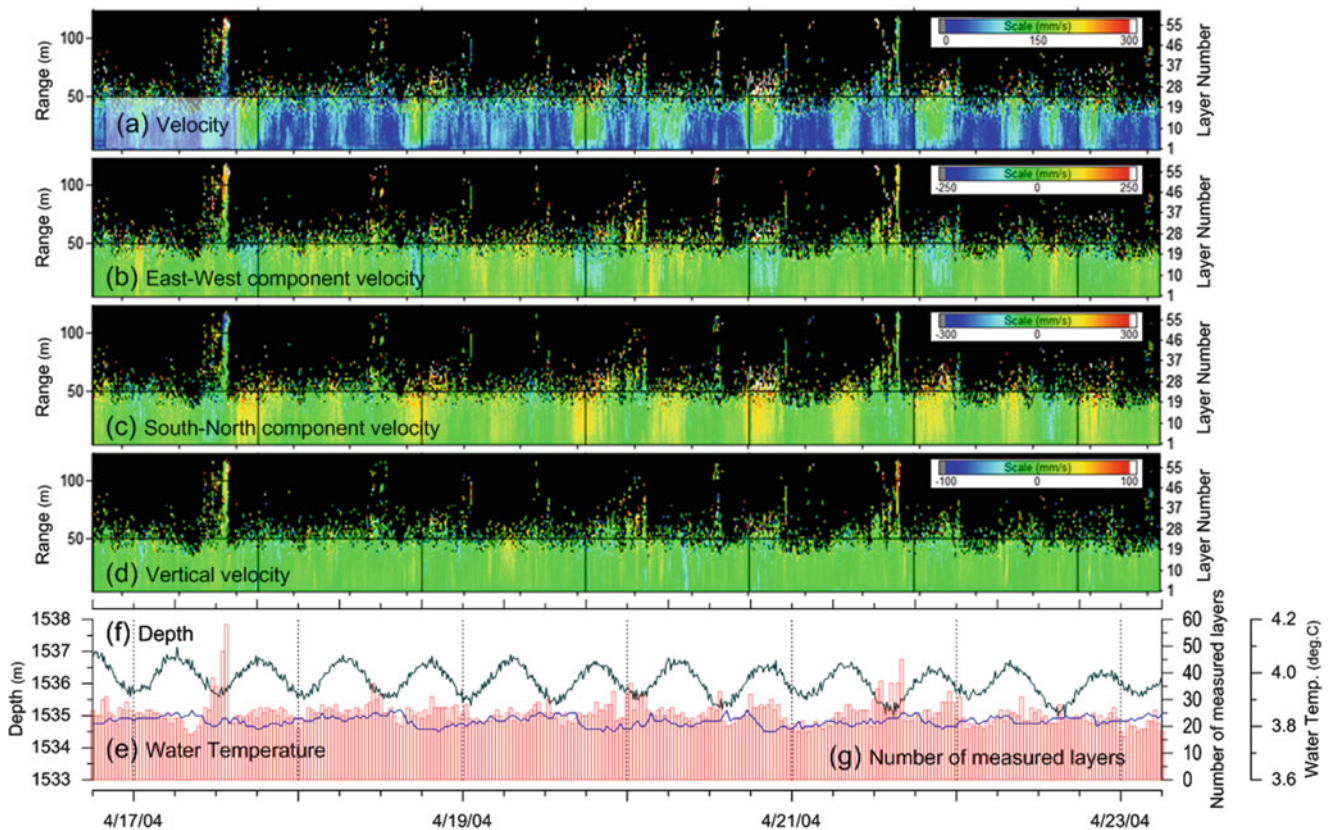 Range (m)
100
50
(a) Velocity
Scale (mm/s)
0 150 300
55
46
37
28
19
10
1
Layer Number
Range (m)
100
50
(b) East-West component velocity
Scale (mm/s)
-250 0 250
55
46
37
28
19
10
1
Layer Number
Range (m)
100
50
(c) South-North component velocity
Scale (mm/s)
-300 0 300
55
46
37
28
19
10
1
Layer Number
Range (m)
100
50
(d) Vertical velocity
Scale (mm/s)
-100 0 100
55
46
37
28
19
10
1
Layer Number
Depth (m)
1538
1537
1536
1535
1534
1533
(f) Depth
(e) Water Temperature
(g) Number of measured layers
60
50
40
30
20
10
0
Number of measured layers
4.2
4.0
3.8
3.6
Water Temp. (deg.C)
4/17/04 4/19/04 4/21/04 4/23/04